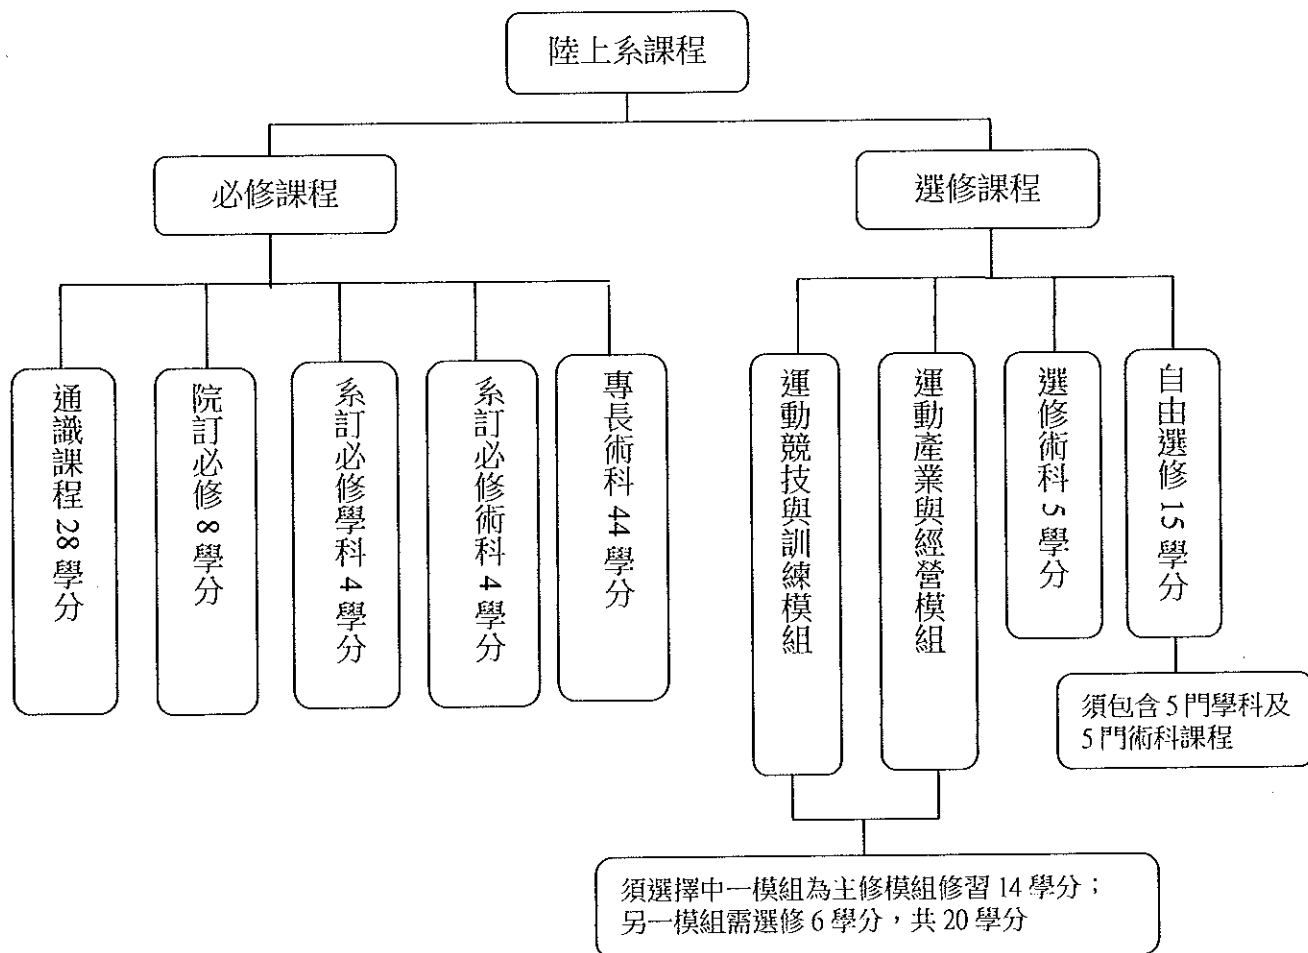 陸上系課程
必修課程
選修課程
通識課程 28 學分
院訂必修 8 學分
系訂必修學科 4 學分
系訂必修術科 4 學分
專長術科 44 學分
運動競技與訓練模組
運動產業與經營模組
選修術科 5 學分
自由選修 15 學分
須包含 5 門學科及
5 門術科課程
須選擇中一模組為主修模組修習 14 學分；
另一模組需選修 6 學分，共 20 學分